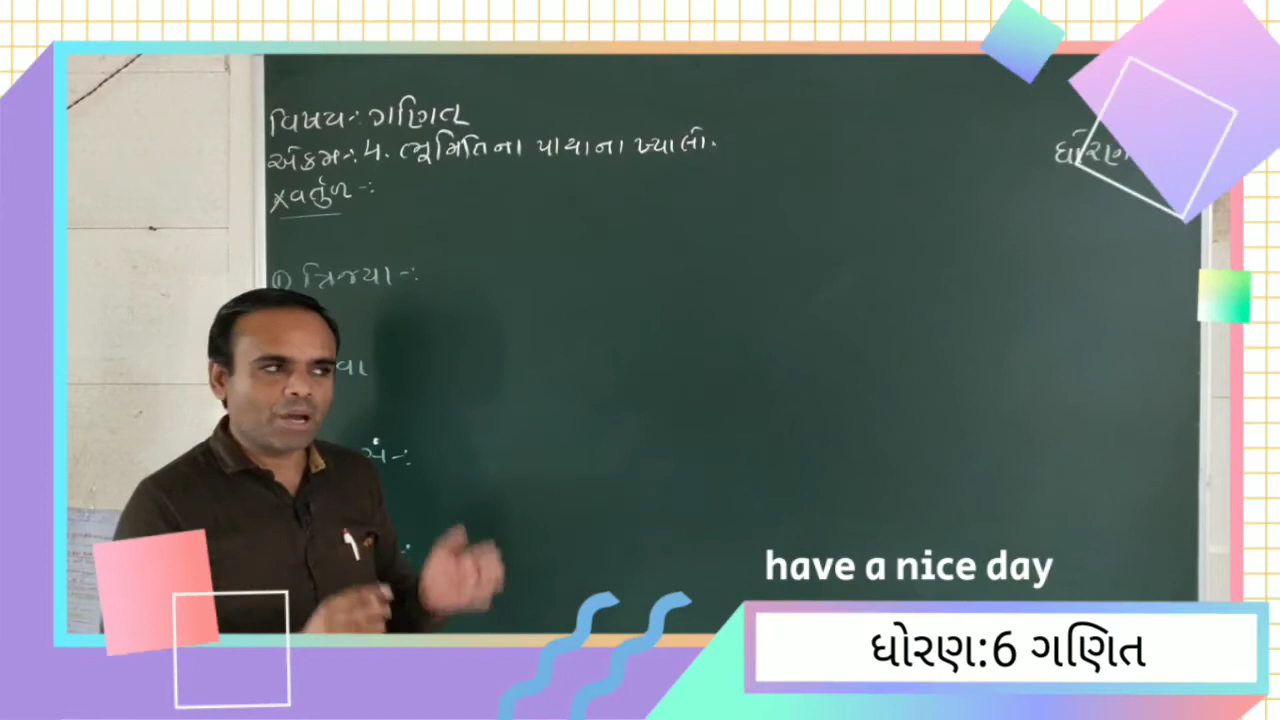 વિષય :- ગણિત
એકમ :- 4. ભૂમિતિના પાયાના ખ્યાલો.
* વર્તુળ :-
① ત્રિજ્યા :-
have a nice day
ધોરણ:6 ગણિત